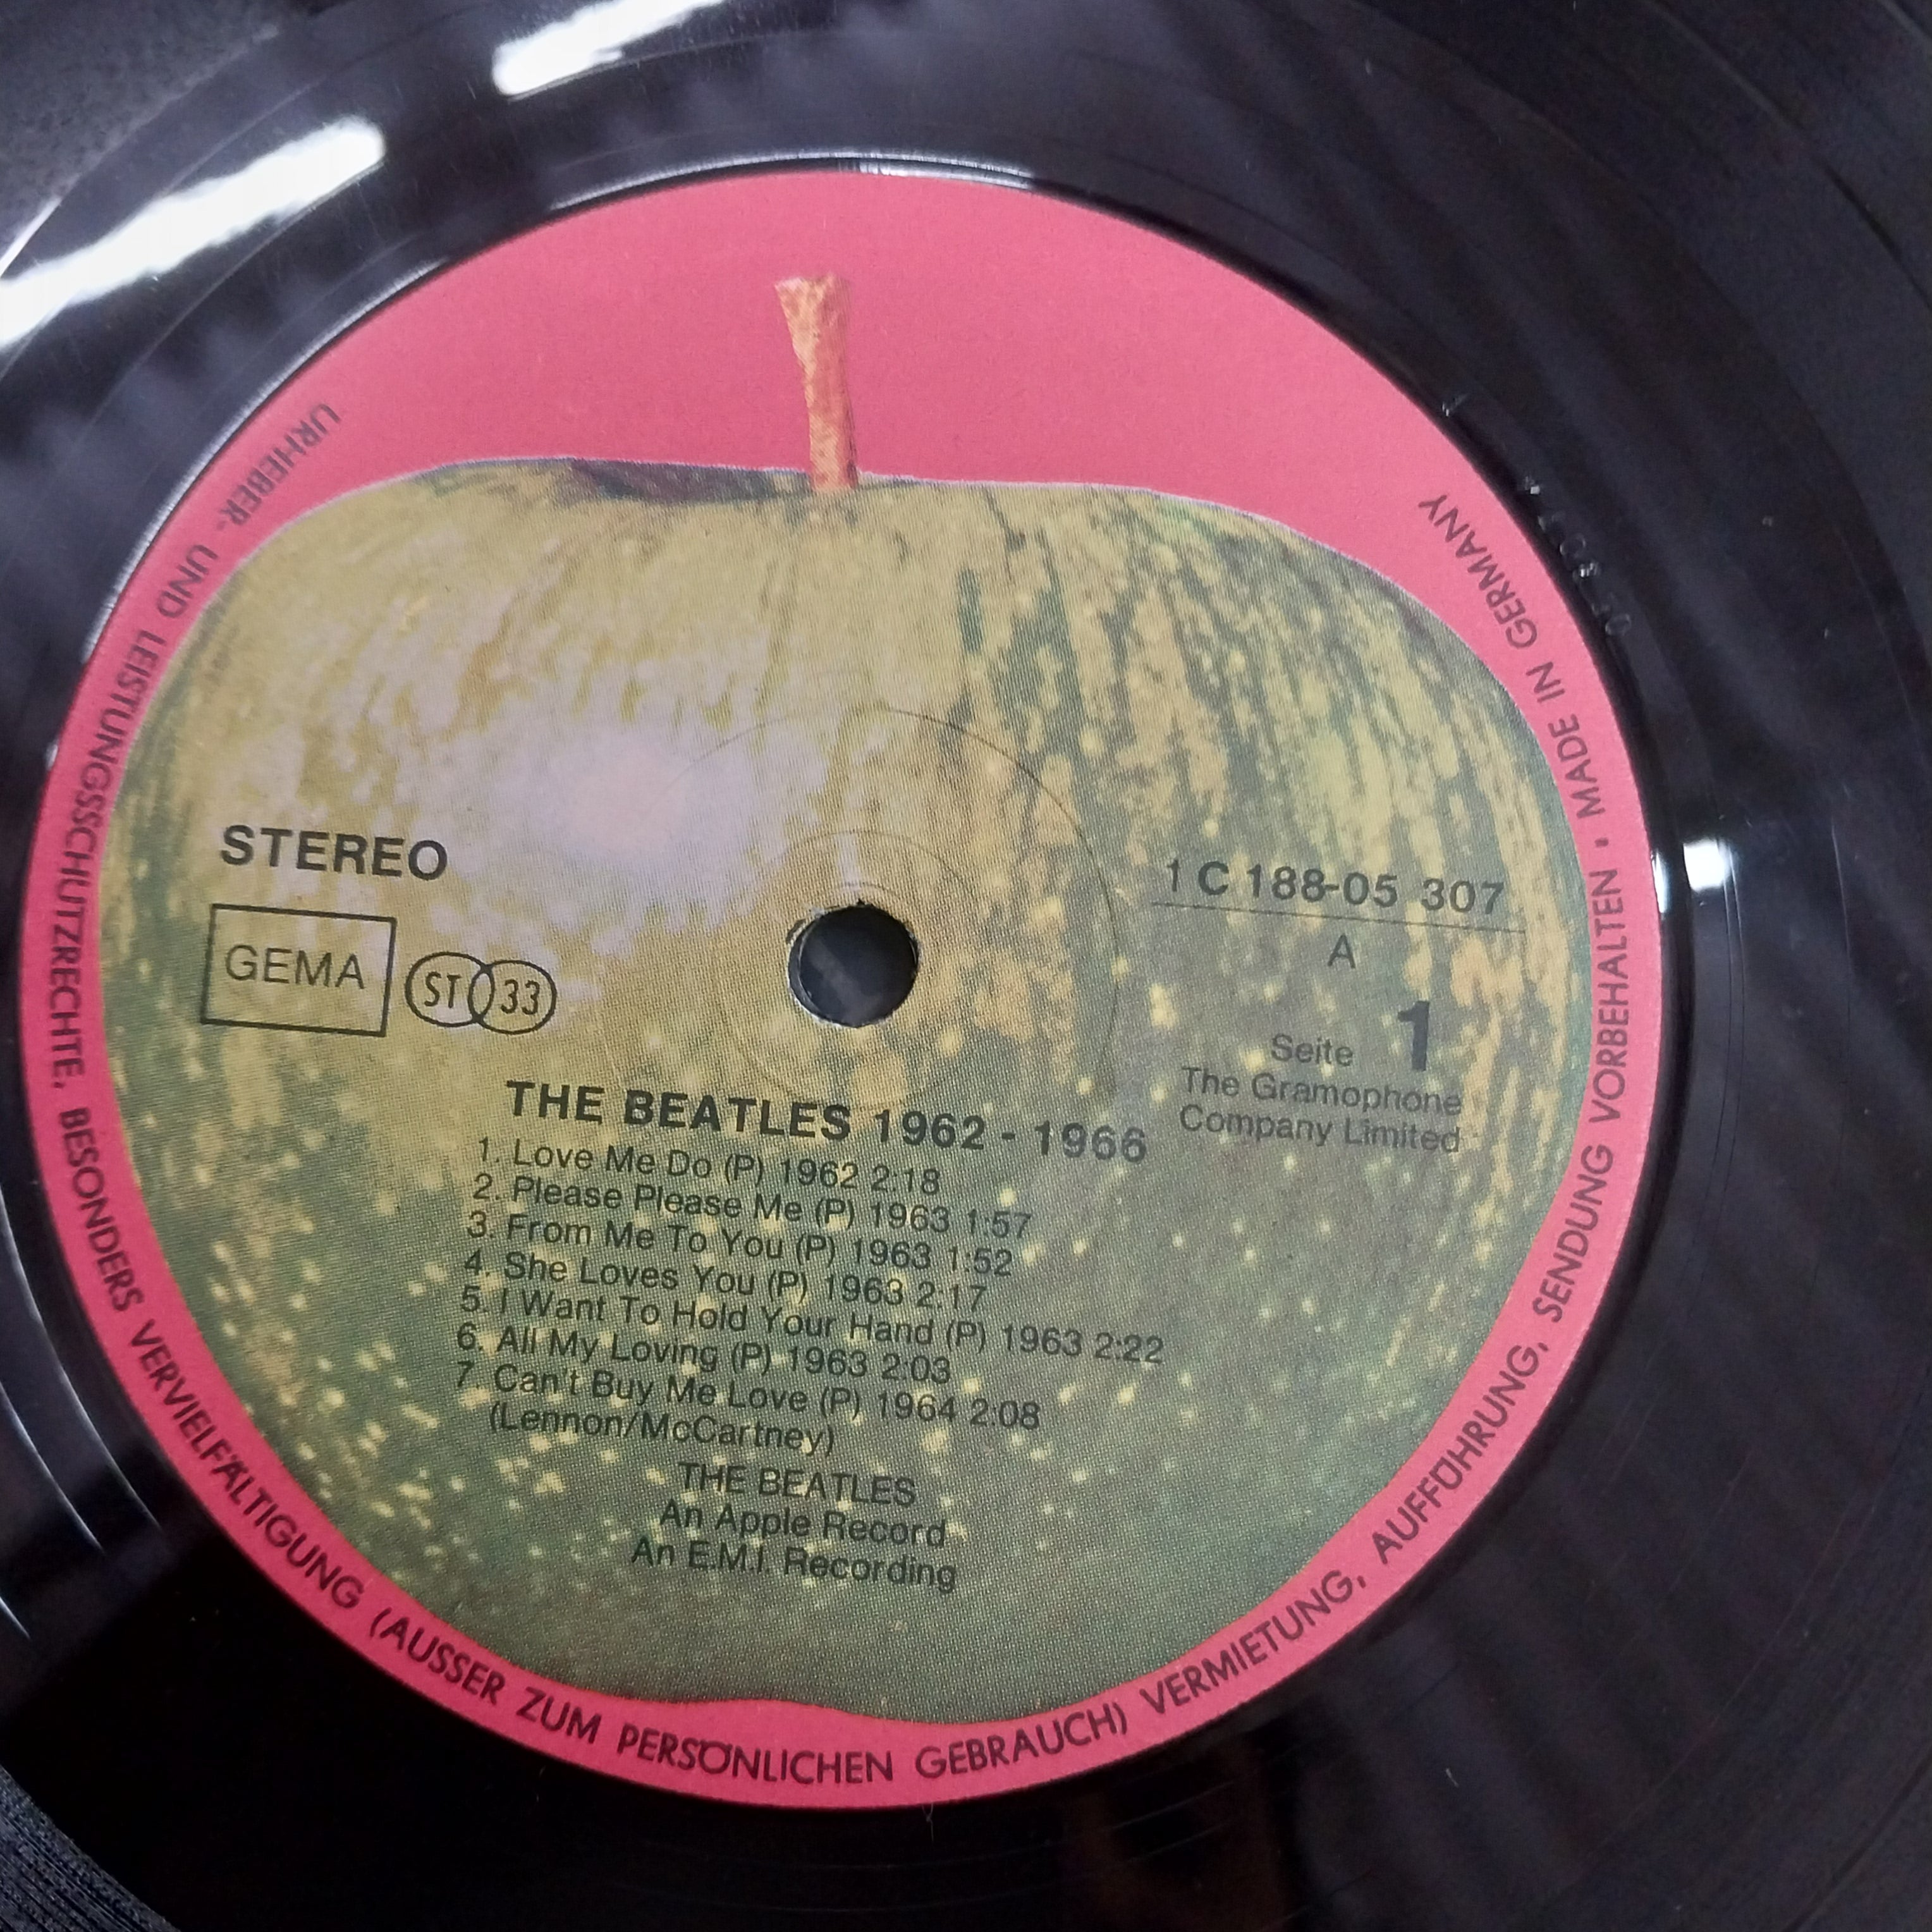 URHEBER- UND LEISTUNGSSCHUTZRECHTE, BESONDERS VERVIELFÄLTIGUNG (AUSSER ZUM PERSÖNLICHEN GEBRAUCH) VERMIETUNG, AUFFÜHRUNG, SENDUNG VORBEHALTEN · MADE IN GERMANY
STEREO
GEMA
ST 33
1 C 188-05 307
A
Seite 1
The Gramophone
Company Limited
THE BEATLES 1962 - 1966
1. Love Me Do (P) 1962 2:18
2. Please Please Me (P) 1963 1:57
3. From Me To You (P) 1963 1:52
4. She Loves You (P) 1963 2:17
5. I Want To Hold Your Hand (P) 1963 2:22
6. All My Loving (P) 1963 2:03
7. Can't Buy Me Love (P) 1964 2:08
(Lennon/McCartney)
THE BEATLES
An Apple Record
An E.M.I. Recording